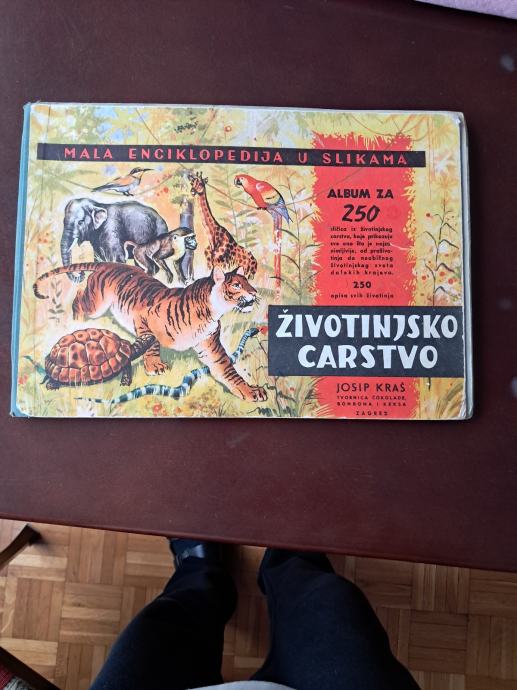 MALA ENCIKLOPEDIJA U SLIKAMA
ALBUM ZA
250
sličica iz životinjskog
carstva, koje prikazuju
sve ono što je najza-
nimljivije, od praživo-
tinja do neobičnog
životinjskog sveta
dalekih krajeva.
250
opisa svih životinja
ŽIVOTINJSKO
CARSTVO
JOSIP KRAŠ
TVORNICA ČOKOLADE,
BONBONA I KEKSA
ZAGREB